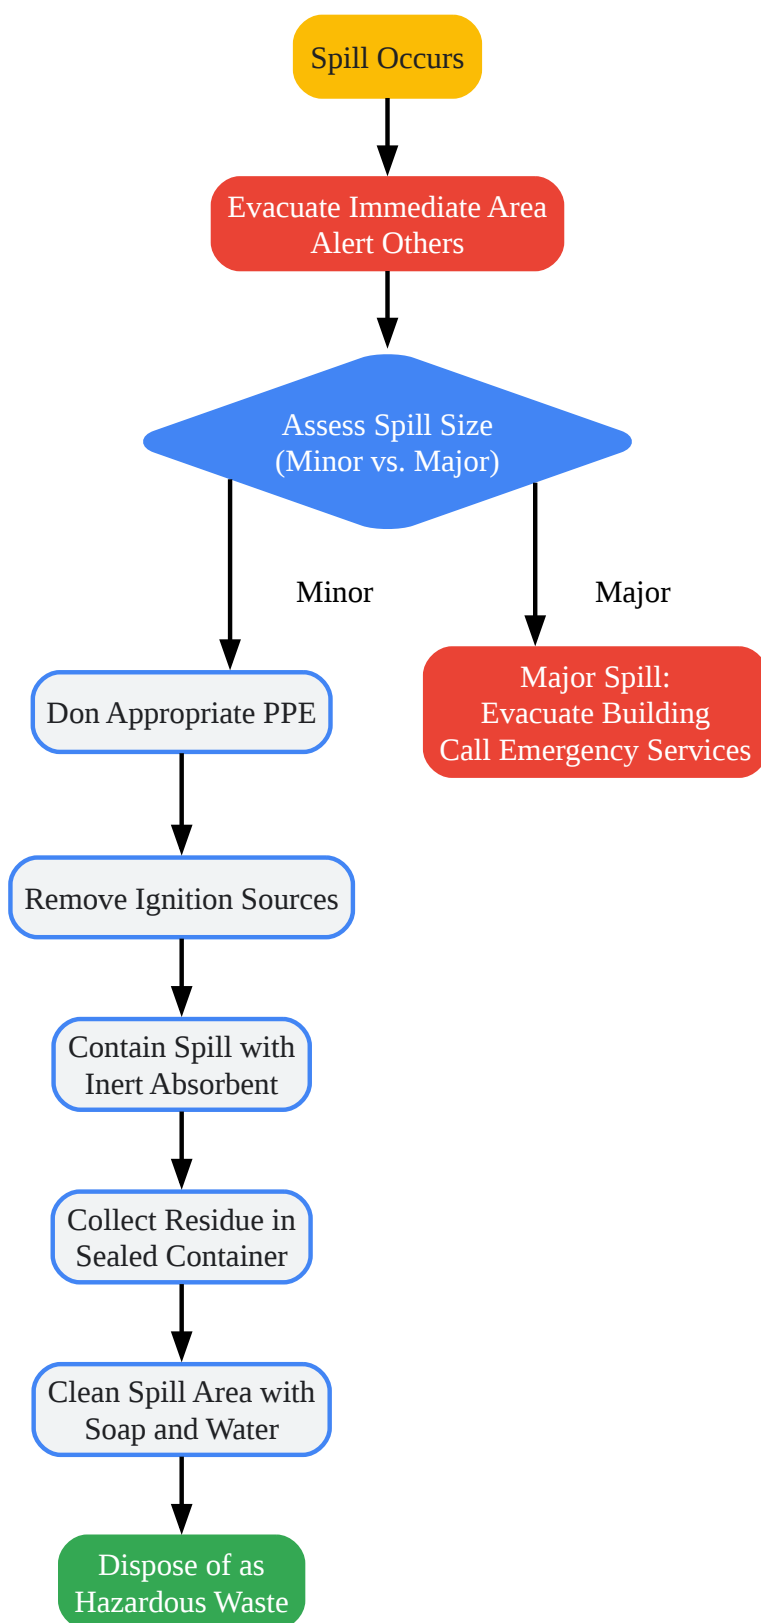 Spill Occurs
Evacuate Immediate Area
Alert Others
Assess Spill Size
(Minor vs. Major)
Minor
Major
Major Spill:
Evacuate Building
Call Emergency Services
Don Appropriate PPE
Remove Ignition Sources
Contain Spill with
Inert Absorbent
Collect Residue in
Sealed Container
Clean Spill Area with
Soap and Water
Dispose of as
Hazardous Waste